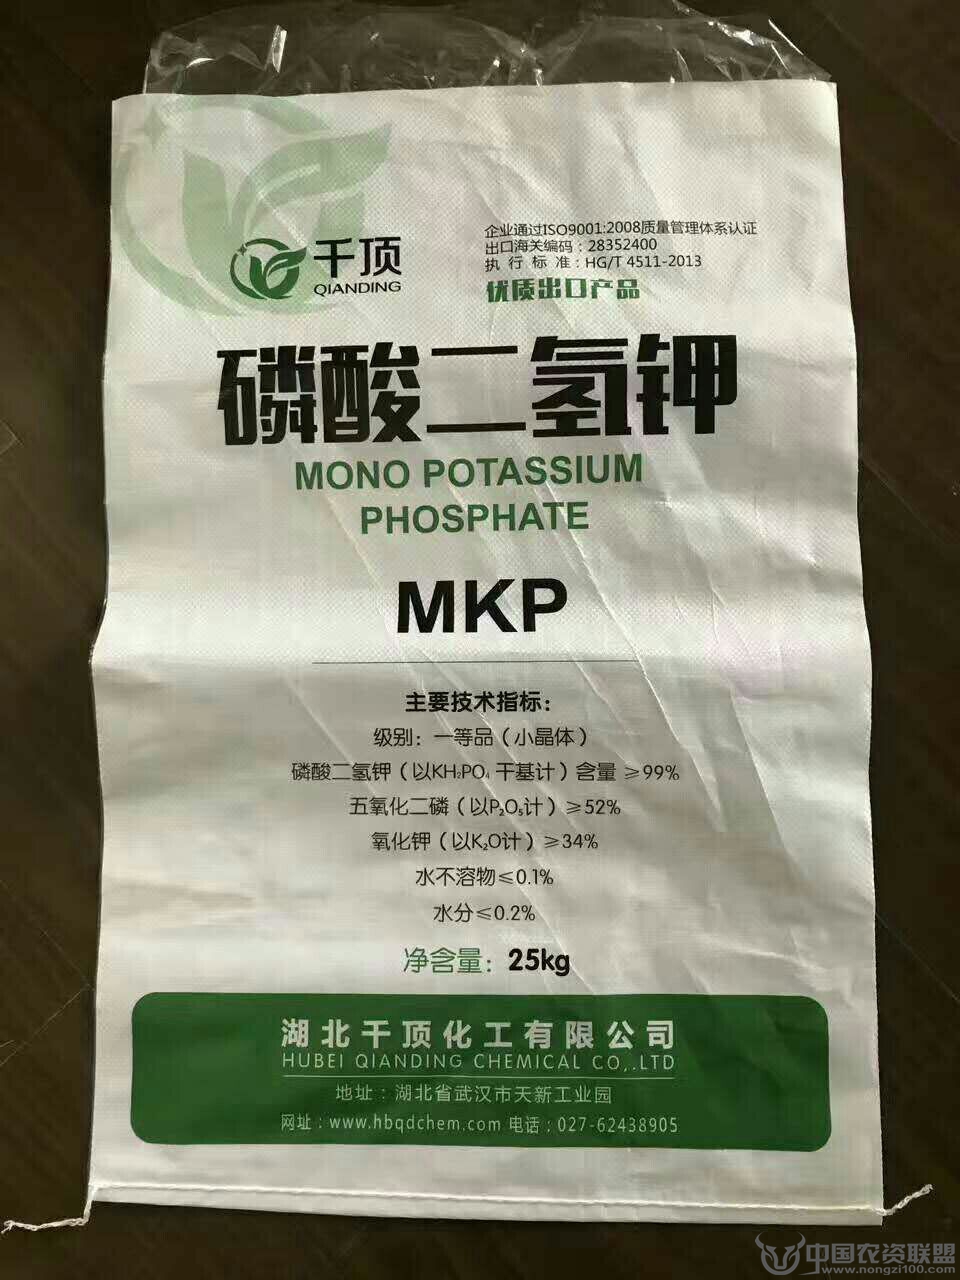 企业通过ISO9001:2008质量管理体系认证
出口海关编码：28352400
执 行 标 准：HG/T 4511-2013
优质出口产品
千顶
QIANDING
磷酸二氢钾
MONO POTASSIUM
PHOSPHATE
MKP
主要技术指标：
级别：一等品（小晶体）
磷酸二氢钾（以KH₂PO₄ 干基计）含量 ≥99%
五氧化二磷（以P₂O₅计）≥52%
氧化钾（以K₂O计）≥34%
水不溶物≤0.1%
水分≤0.2%
净含量：25kg
湖北千顶化工有限公司
HUBEI QIANDING CHEMICAL CO,.LTD
地址：湖北省武汉市天新工业园
网址：www.hbqdchem.com 电话：027-62438905
中国农资联盟
www.nongzi100.com